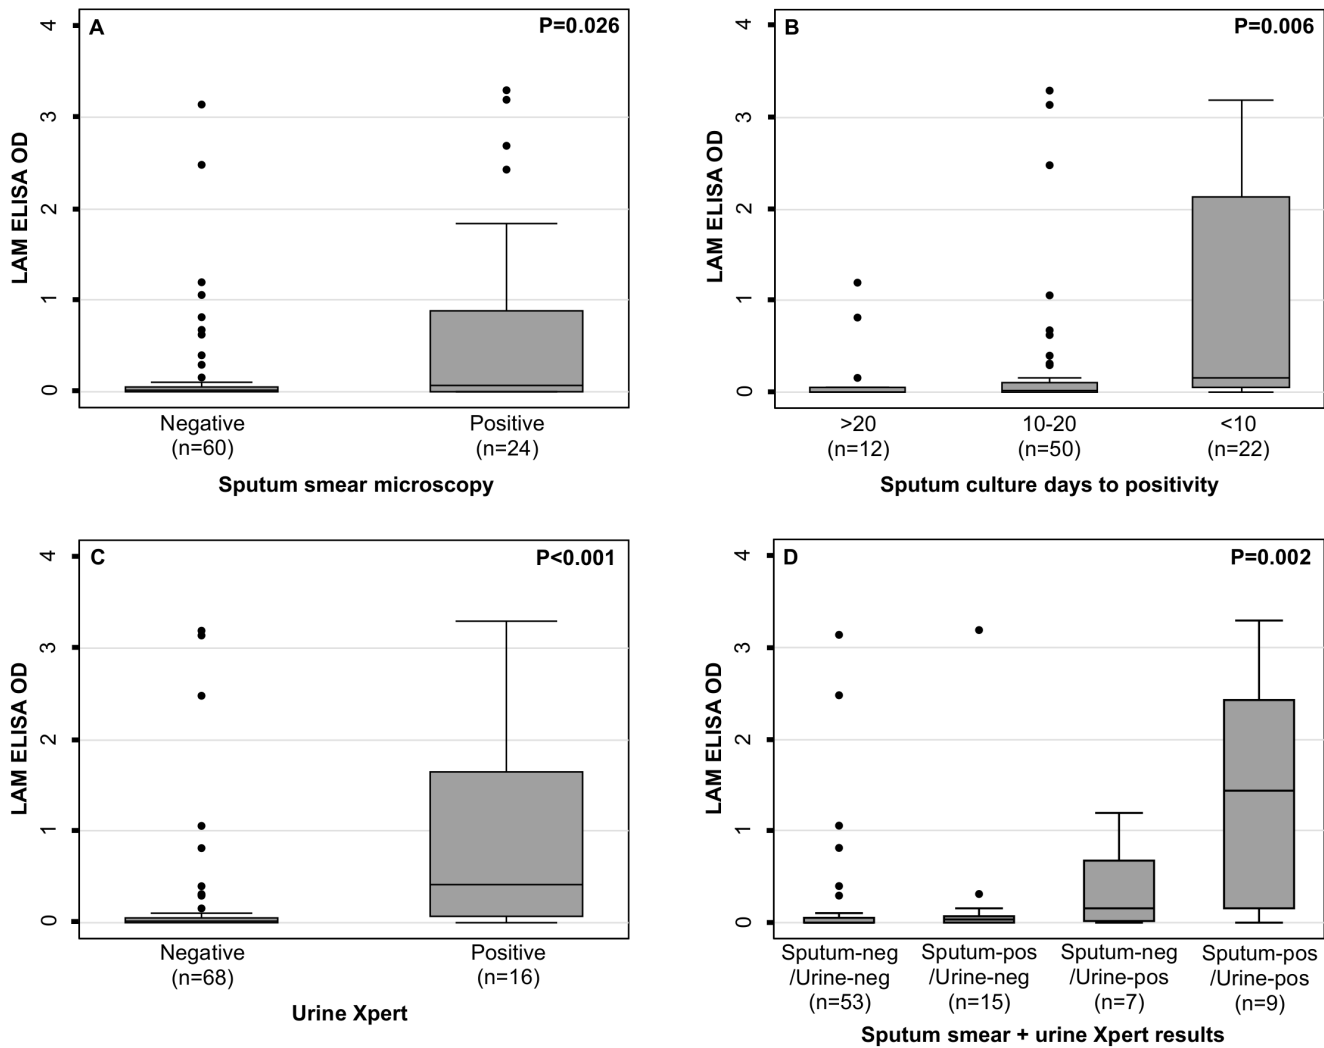 A
P=0.026
LAM ELISA OD
4
3
2
1
0
Negative
(n=60)
Positive
(n=24)
Sputum smear microscopy
B
P=0.006
LAM ELISA OD
4
3
2
1
0
>20
(n=12)
10-20
(n=50)
<10
(n=22)
Sputum culture days to positivity
C
P<0.001
LAM ELISA OD
4
3
2
1
0
Negative
(n=68)
Positive
(n=16)
Urine Xpert
D
P=0.002
LAM ELISA OD
4
3
2
1
0
Sputum-neg
/Urine-neg
(n=53)
Sputum-pos
/Urine-neg
(n=15)
Sputum-neg
/Urine-pos
(n=7)
Sputum-pos
/Urine-pos
(n=9)
Sputum smear + urine Xpert results